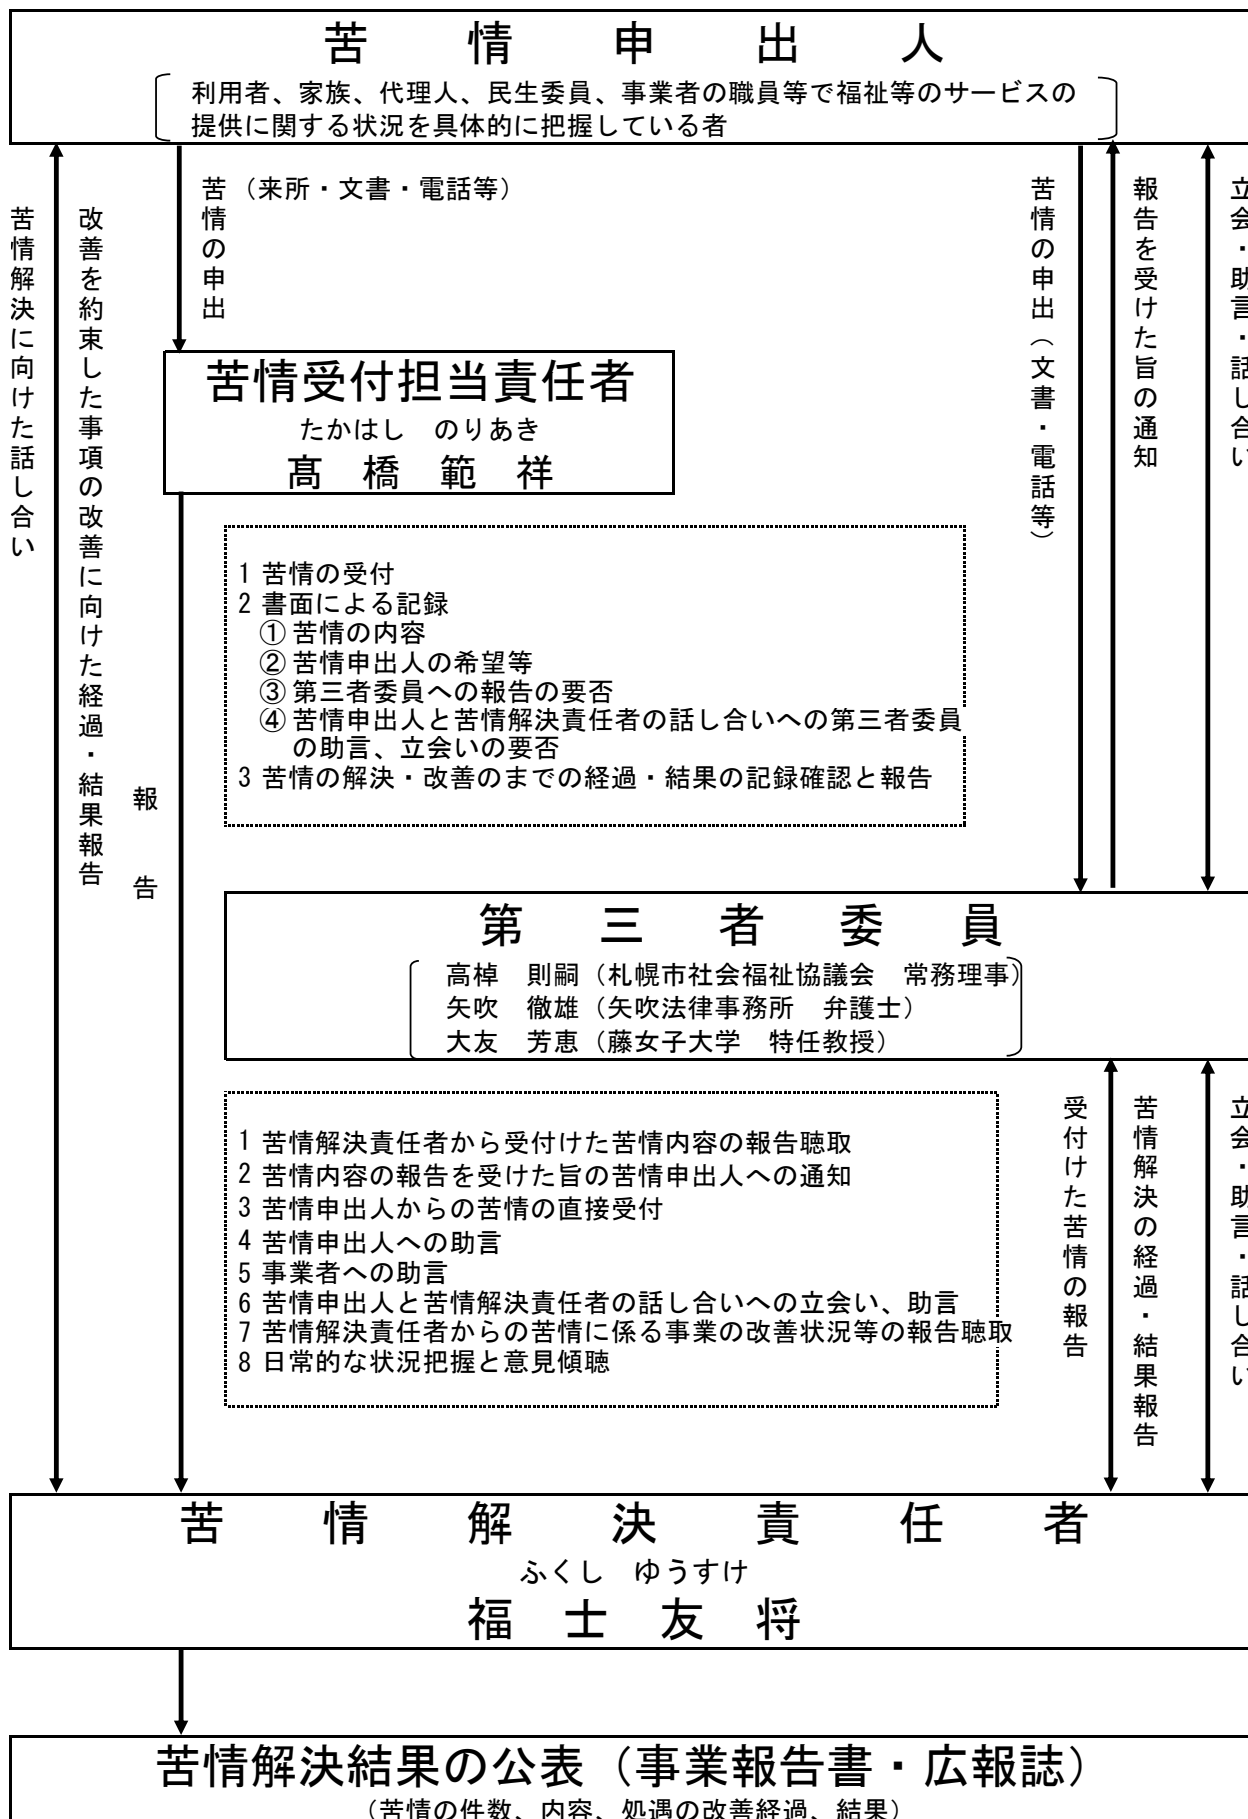 苦情申出人
利用者、家族、代理人、民生委員、事業者の職員等で福祉等のサービスの
提供に関する状況を具体的に把握している者
苦情解決に向けた話し合い
改善を約束した事項の改善に向けた経過・結果報告
苦情の申出
（来所・文書・電話等）
苦情の申出（文書・電話等）
報告を受けた旨の通知
立会・助言・話し合い
苦情受付担当責任者
たかはし　のりあき
髙橋範祥
報告
1 苦情の受付
2 書面による記録
① 苦情の内容
② 苦情申出人の希望等
③ 第三者委員への報告の要否
④ 苦情申出人と苦情解決責任者の話し合いへの第三者委員
の助言、立会いの要否
3 苦情の解決・改善のまでの経過・結果の記録確認と報告
第三者委員
高棹　則嗣（札幌市社会福祉協議会　常務理事）
矢吹　徹雄（矢吹法律事務所　弁護士）
大友　芳恵（藤女子大学　特任教授）
1 苦情解決責任者から受付けた苦情内容の報告聴取
2 苦情内容の報告を受けた旨の苦情申出人への通知
3 苦情申出人からの苦情の直接受付
4 苦情申出人への助言
5 事業者への助言
6 苦情申出人と苦情解決責任者の話し合いへの立会い、助言
7 苦情解決責任者からの苦情に係る事業の改善状況等の報告聴取
8 日常的な状況把握と意見傾聴
受付けた苦情の報告
苦情解決の経過・結果報告
立会・助言・話し合い
苦情解決責任者
ふくし　ゆうすけ
福士友将
苦情解決結果の公表（事業報告書・広報誌）
（苦情の件数、内容、処遇の改善経過、結果）